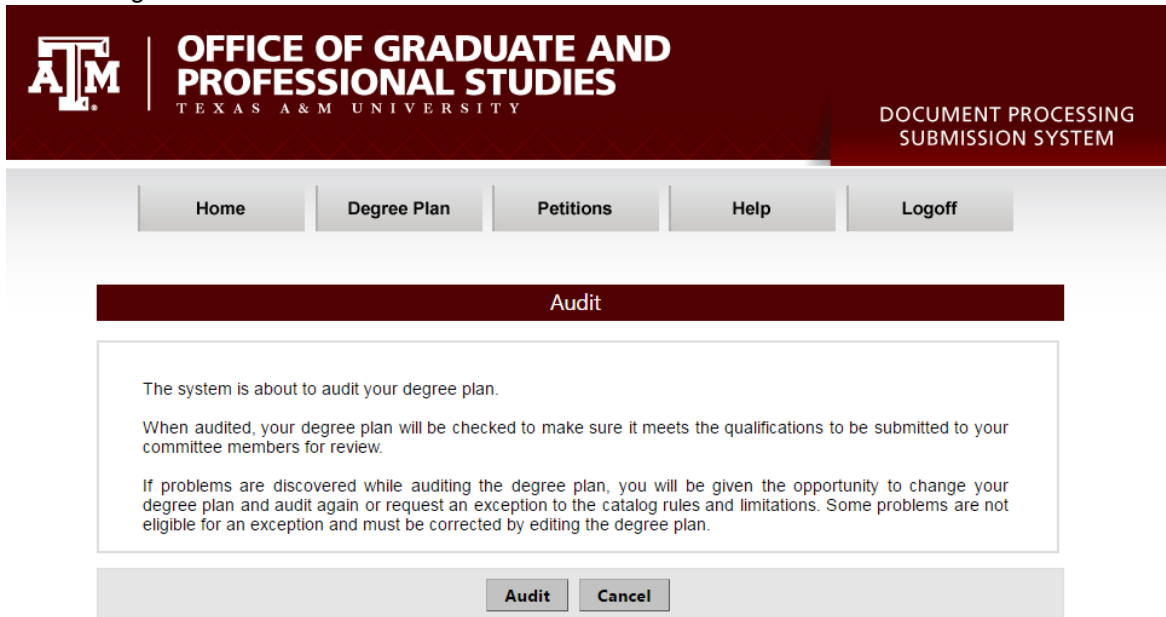 OFFICE OF GRADUATE AND
PROFESSIONAL STUDIES
TEXAS A&M UNIVERSITY
ATM
DOCUMENT PROCESSING
SUBMISSION SYSTEM
Home Degree Plan Petitions Help Logoff
Audit
The system is about to audit your degree plan.
When audited, your degree plan will be checked to make sure it meets the qualifications to be submitted to your
committee members for review.
If problems are discovered while auditing the degree plan, you will be given the opportunity to change your
degree plan and audit again or request an exception to the catalog rules and limitations. Some problems are not
eligible for an exception and must be corrected by editing the degree plan.
Audit Cancel